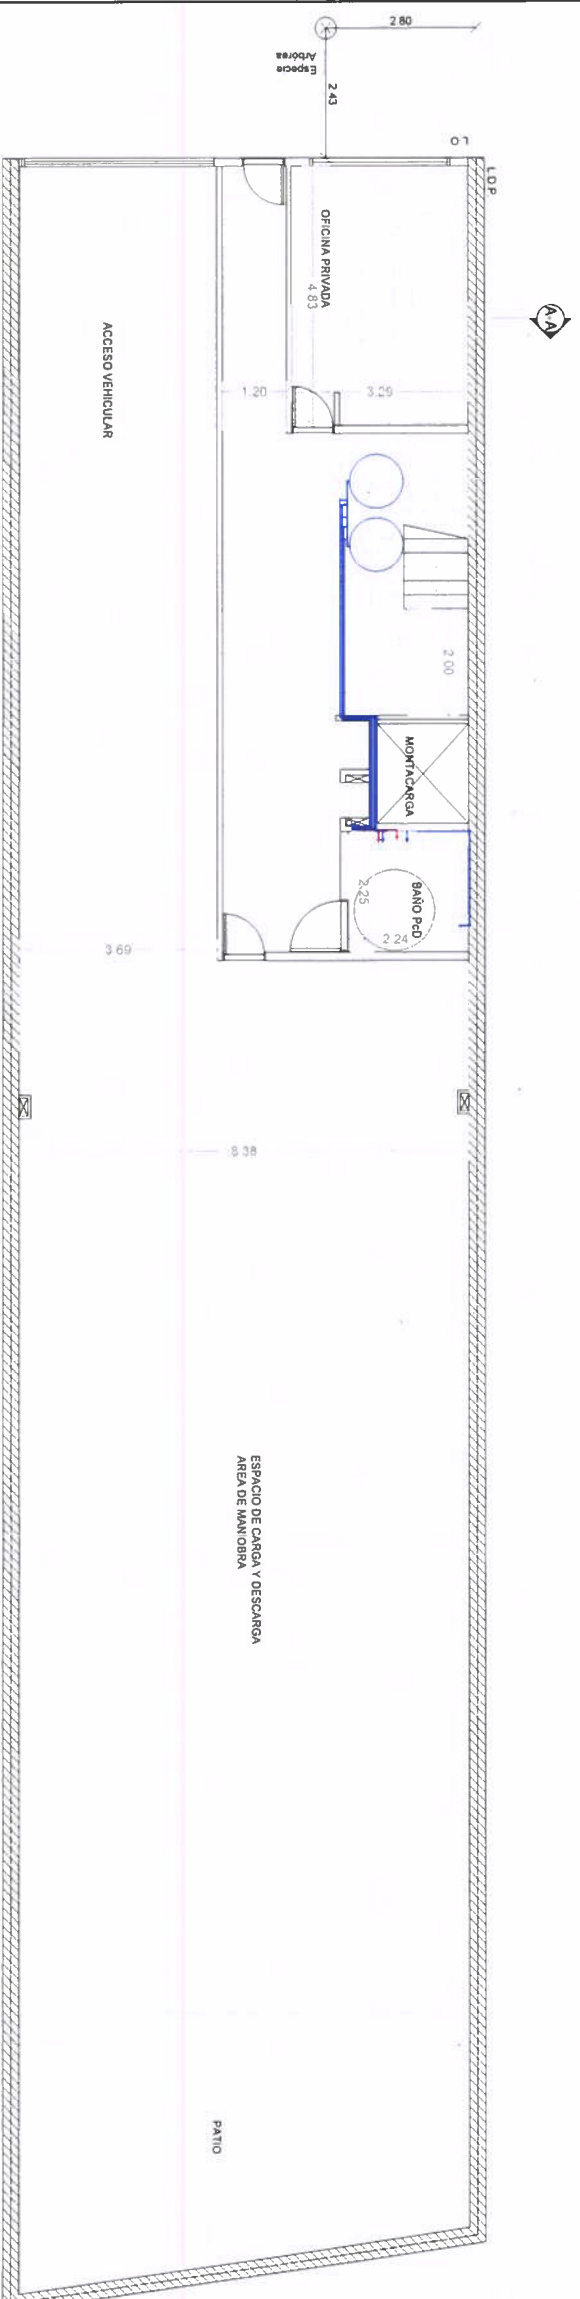 2.80
Especie
Arbórea
2.43
L O
L.D.P
A-A
OFICINA PRIVADA
4.83
ACCESO VEHICULAR
1.20
3.29
2.00
MONTACARGA
BAÑO PcD
2.25
2.24
3.69
8.38
ESPACIO DE CARGA Y DESCARGA
AREA DE MANIOBRA
PATIO